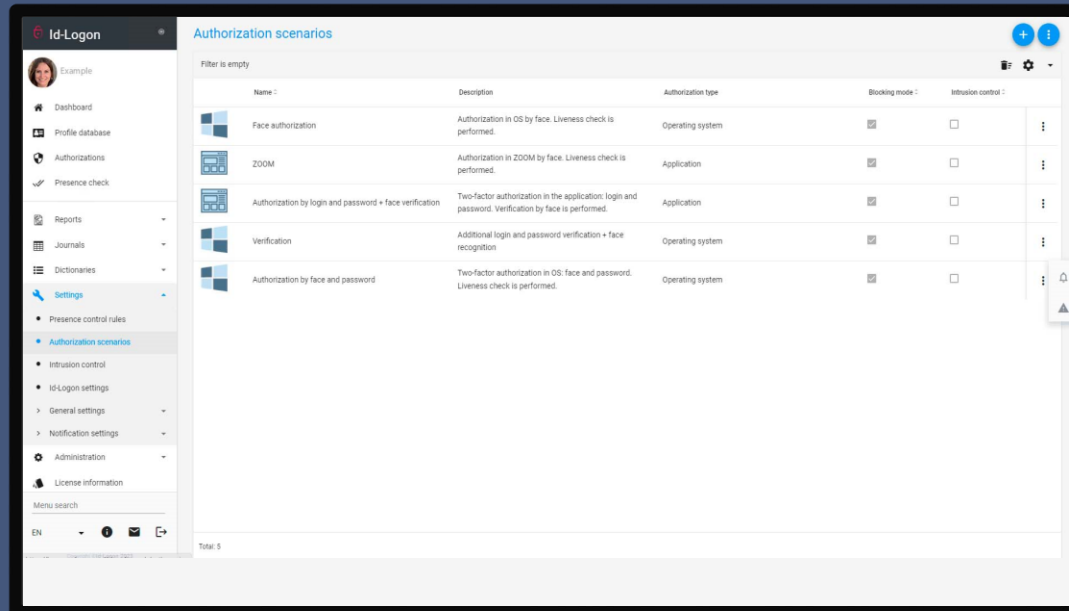 Id-Logon
Example
Dashboard
Profile database
Authorizations
Presence check
Reports
Journals
Dictionaries
Settings
Presence control rules
Authorization scenarios
Intrusion control
Id-Logon settings
General settings
Notification settings
Administration
License information
Menu search
EN
Authorization scenarios
Filter is empty
Name Description Authorization type Blocking mode Intrusion control
Face authorization
Authorization in OS by face. Liveness check is
performed.
Operating system
ZOOM
Authorization in ZOOM by face. Liveness check is
performed.
Application
Authorization by login and password + face verification
Two-factor authorization in the application: login and
password. Verification by face is performed.
Application
Verification
Additional login and password verification + face
recognition
Operating system
Authorization by face and password
Two-factor authorization in OS: face and password.
Liveness check is performed.
Operating system
Total: 5